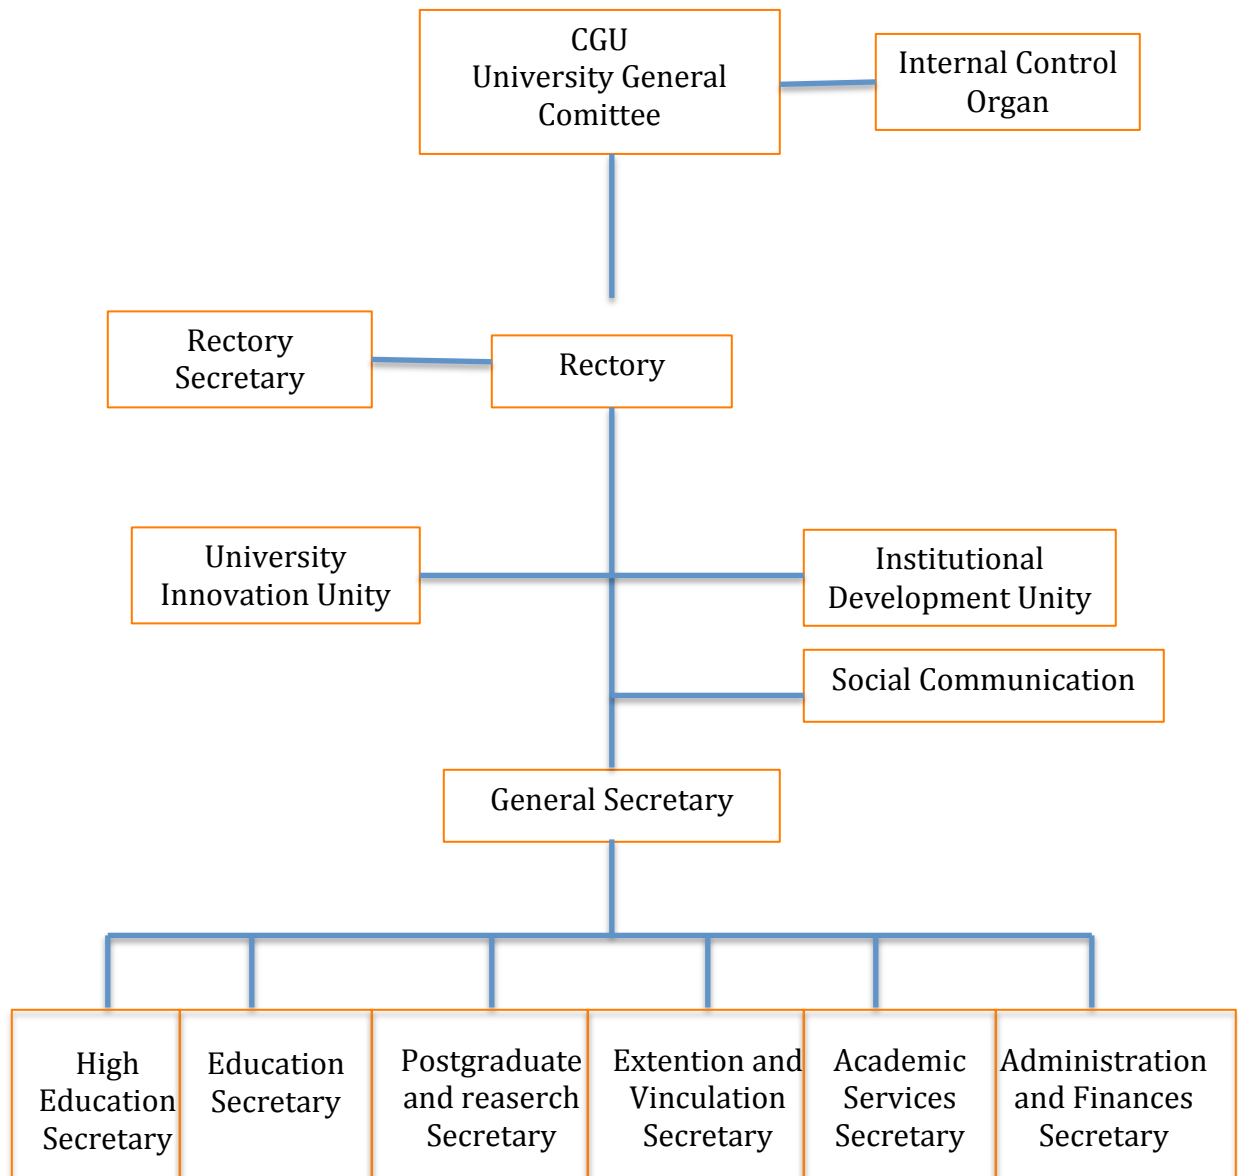 CGU
University General
Comittee
Internal Control
Organ
Rectory
Secretary
Rectory
University
Innovation Unity
Institutional
Development Unity
Social Communication
General Secretary
High
Education
Secretary
Education
Secretary
Postgraduate
and reaserch
Secretary
Extention and
Vinculation
Secretary
Academic
Services
Secretary
Administration
and Finances
Secretary